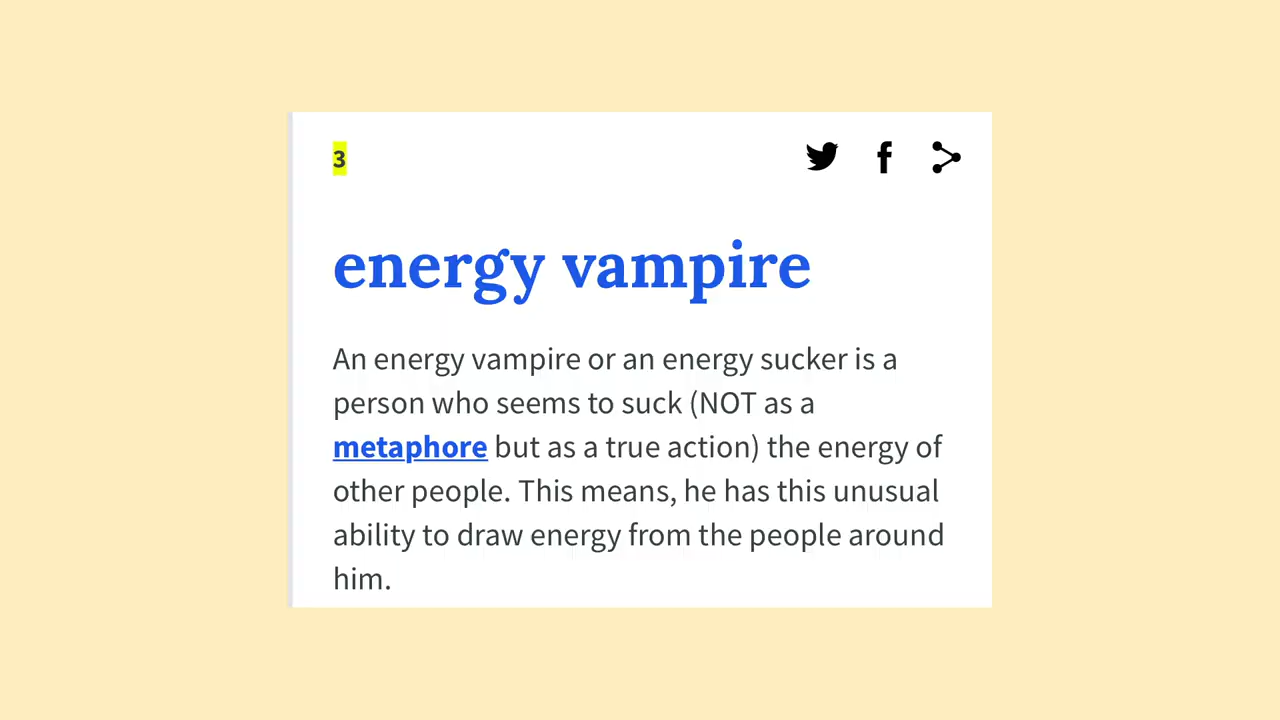 3
energy vampire
An energy vampire or an energy sucker is a
person who seems to suck (NOT as a
metaphore but as a true action) the energy of
other people. This means, he has this unusual
ability to draw energy from the people around
him.